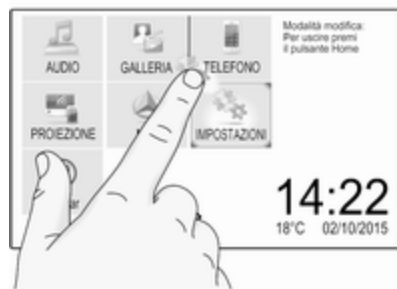 Modalità modifica:
Per uscire premi
il pulsante Home
AUDIO
GALLERIA
TELEFONO
PROIEZIONE
IMPOSTAZIONI
14:22
18°C 02/10/2015